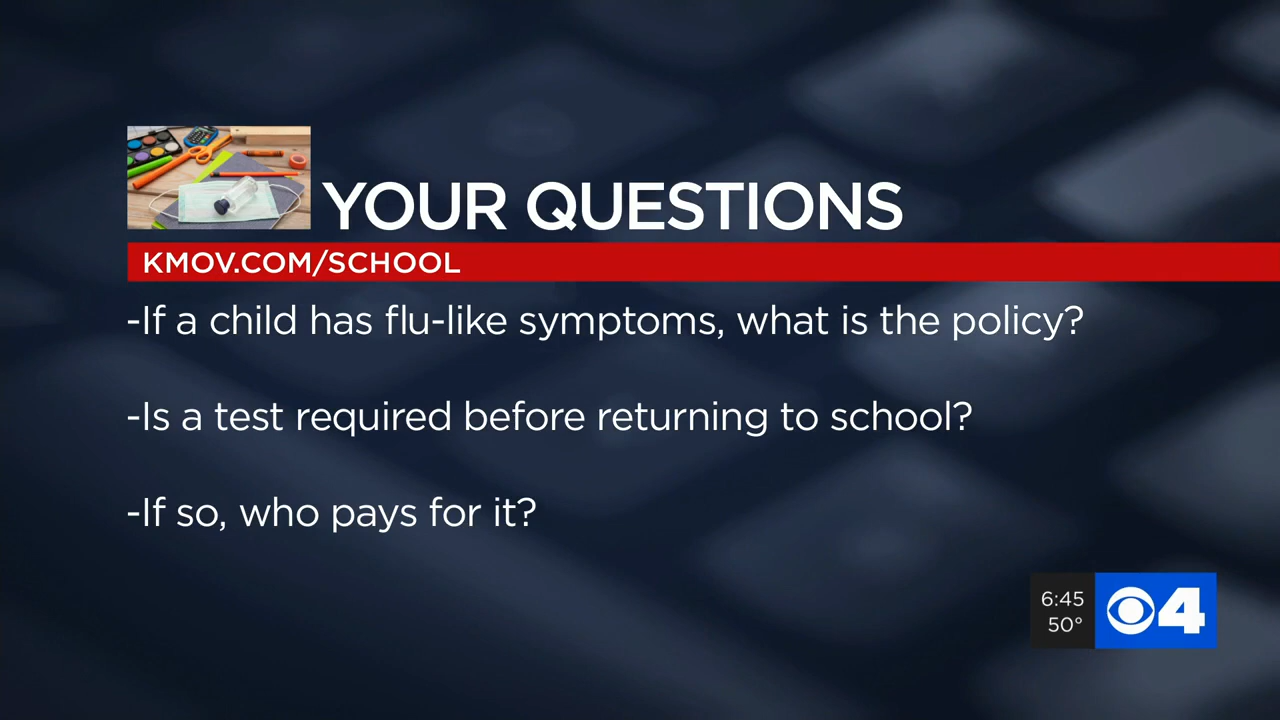 YOUR QUESTIONS
KMOV.COM/SCHOOL
-If a child has flu-like symptoms, what is the policy?
-Is a test required before returning to school?
-If so, who pays for it?
6:45
50°
4